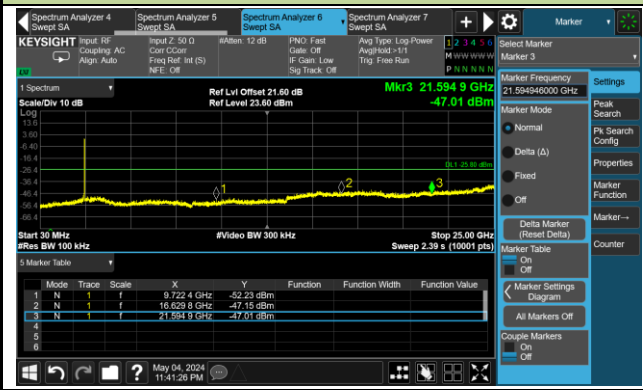 Spectrum Analyzer 4
Swept SA
Spectrum Analyzer 5
Swept SA
Spectrum Analyzer 6
Swept SA
Spectrum Analyzer 7
Swept SA
Marker
KEYSIGHT
Input: RF
Coupling: AC
Align: Auto
Input Z: 50 Ω
Corr CCorr
Freq Ref: Int (S)
NFE: Off
#Atten: 12 dB
PNO: Fast
Gate: Off
IF Gain: Low
Sig Track: Off
Avg Type: Log-Power
Avg|Hold:>1/1
Trig: Free Run
1 2 3 4 5 6
M W W W W W
P N N N N N
Select Marker
Marker 3
1 Spectrum
Scale/Div 10 dB
Log
Ref Lvl Offset 21.60 dB
Ref Level 23.60 dBm
Mkr3 21.594 9 GHz
-47.01 dBm
13.6
3.60
-6.40
-16.4
-26.4
-36.4
-46.4
-56.4
-66.4
DL1 -25.80 dBm
1
2
3
Start 30 MHz
#Res BW 100 kHz
#Video BW 300 kHz
Stop 25.00 GHz
Sweep 2.39 s (10001 pts)
5 Marker Table
Mode Trace Scale X Y Function Function Width Function Value
1 N 1 f 9.722 4 GHz -52.23 dBm
2 N 1 f 16.629 8 GHz -47.15 dBm
3 N 1 f 21.594 9 GHz -47.01 dBm
4
5
6
Marker Frequency
21.594946000 GHz
Marker Mode
Normal
Delta (Δ)
Fixed
Off
Delta Marker
(Reset Delta)
Marker Table
On
Off
Marker Settings
Diagram
All Markers Off
Couple Markers
On
Off
Settings
Peak
Search
Pk Search
Config
Properties
Marker
Function
Marker→
Counter
May 04, 2024
11:41:26 PM